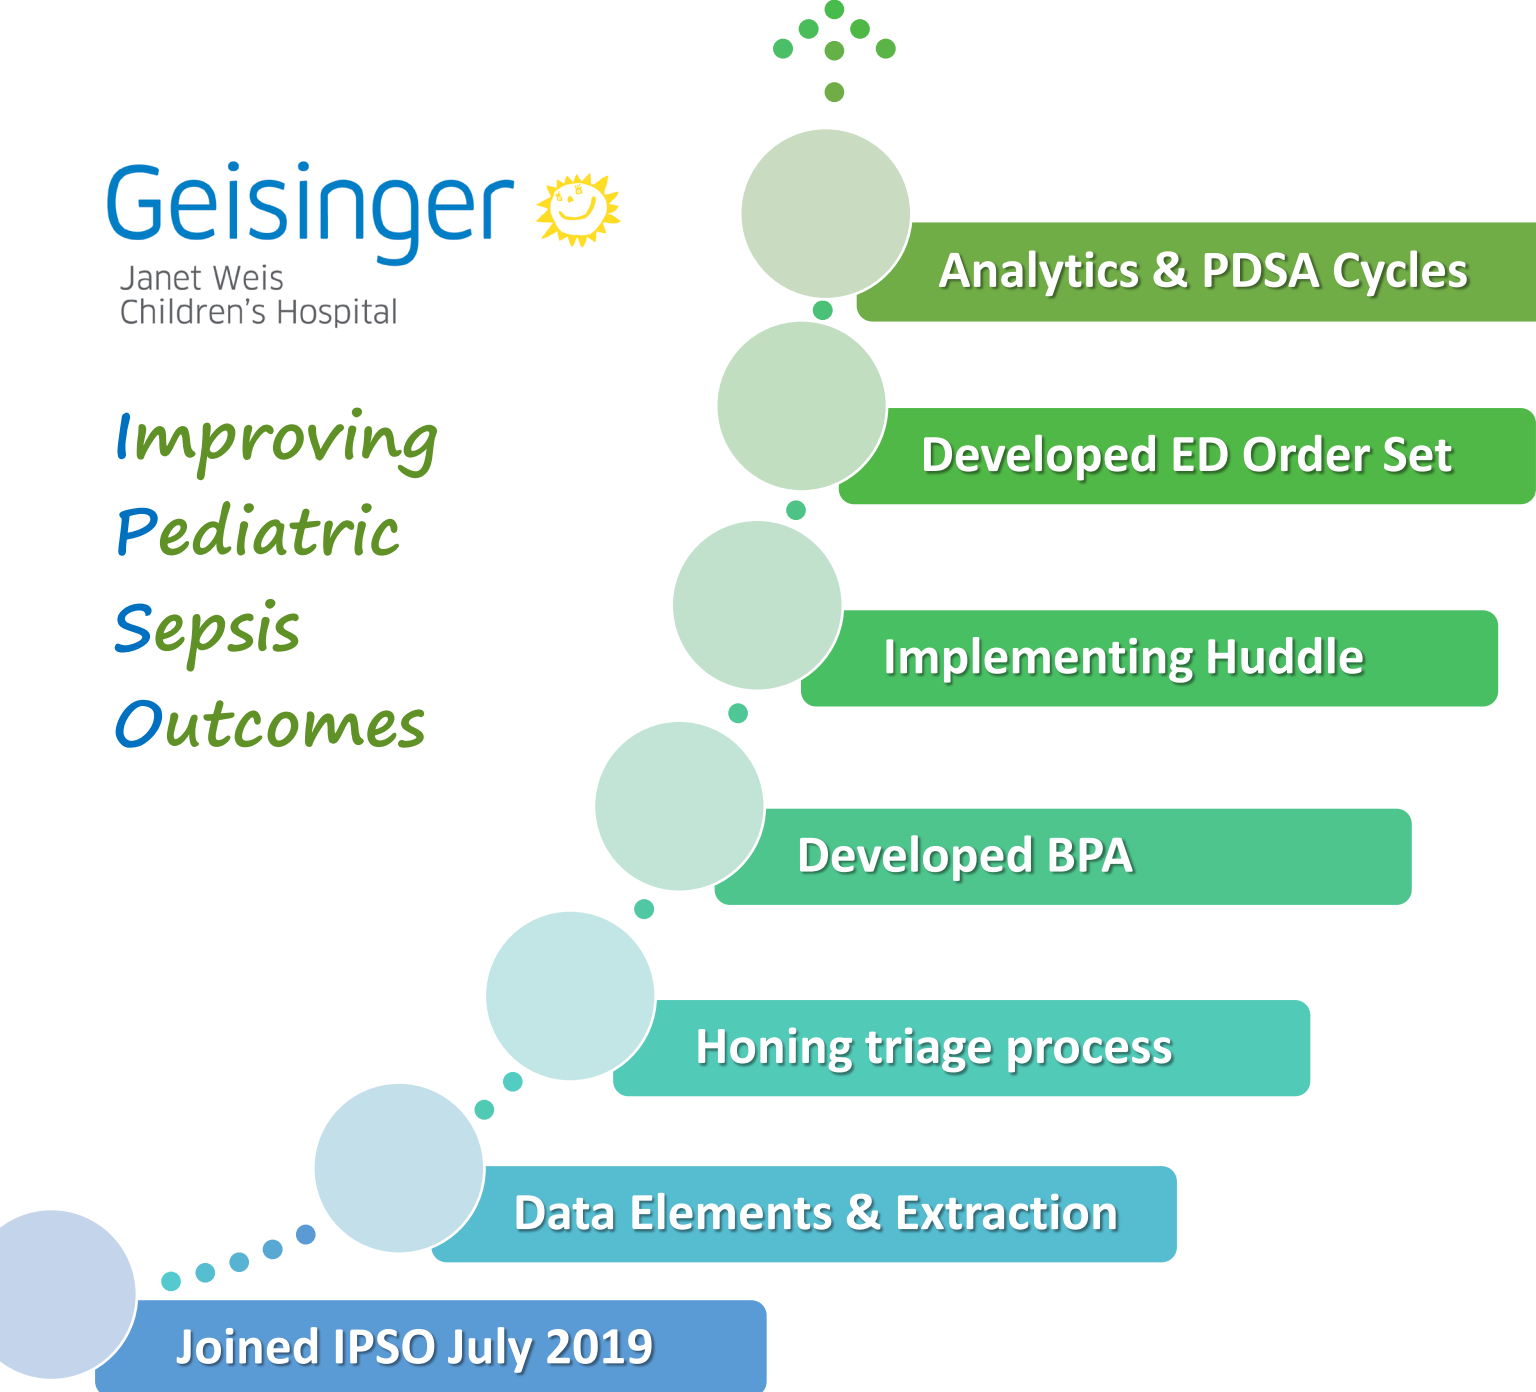 Geisinger
Janet Weis
Children's Hospital
Improving
Pediatric
Sepsis
Outcomes
Analytics & PDSA Cycles
Developed ED Order Set
Implementing Huddle
Developed BPA
Honing triage process
Data Elements & Extraction
Joined IPSO July 2019